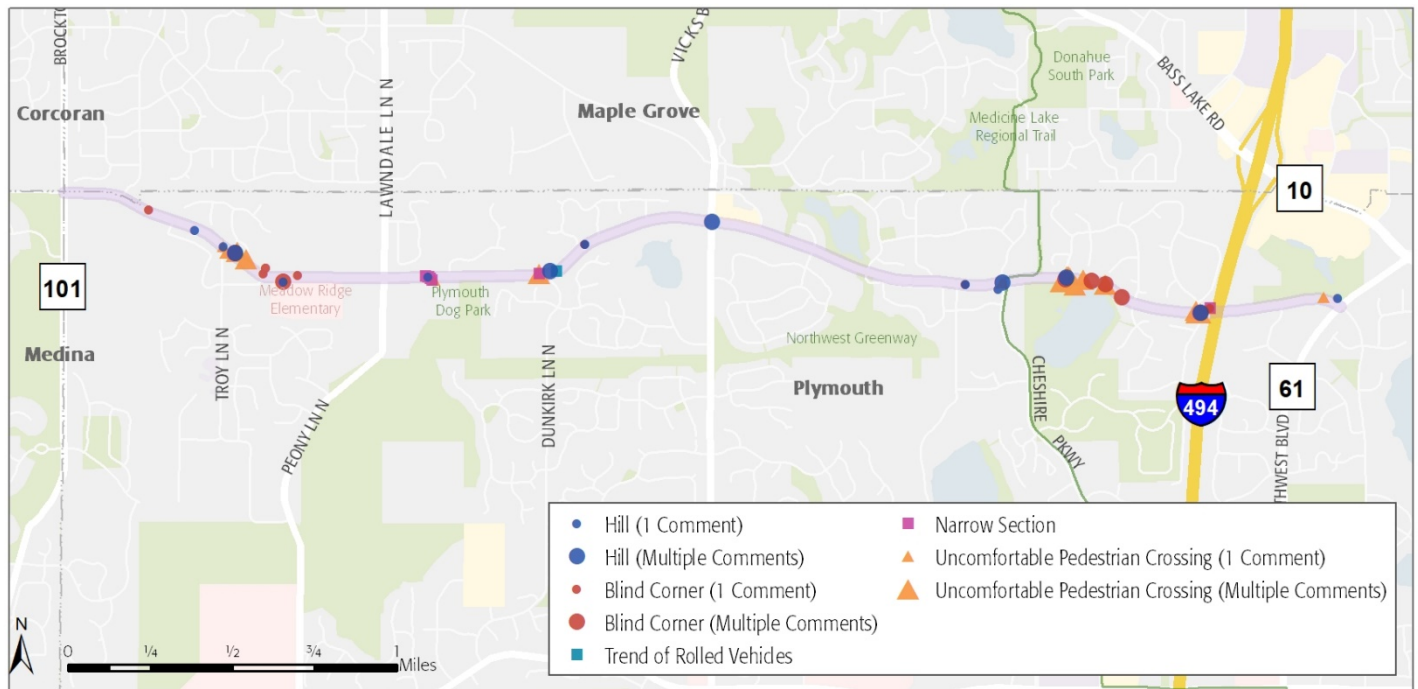 BROCKTO
VICKS B
Donahue
South Park
BASS LAKE RD
Corcoran
LAWNDALE LN N
Maple Grove
Medicine Lake
Regional Trail
10
101
Meadow Ridge
Elementary
Plymouth
Dog Park
Medina
TROY LN N
DUNKIRK LN N
Northwest Greenway
Plymouth
CHESHIRE
PKWY
61
494
PEONY LN N
THWEST BLVD
Hill (1 Comment)
Hill (Multiple Comments)
Blind Corner (1 Comment)
Blind Corner (Multiple Comments)
Trend of Rolled Vehicles
Narrow Section
Uncomfortable Pedestrian Crossing (1 Comment)
Uncomfortable Pedestrian Crossing (Multiple Comments)
N
0 1/4 1/2 3/4 1
Miles